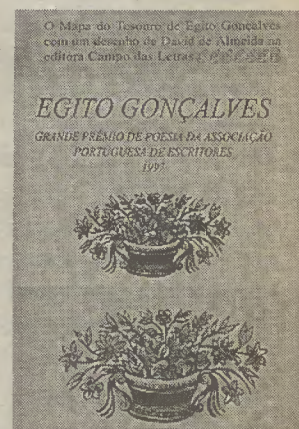 O Mapa do Tesouro de Egito Gonçalves
com um desenho de David de Almeida na
editora Campo das Letras
EGITO GONÇALVES
GRANDE PRÉMIO DE POESIA DA ASSOCIAÇÃO
PORTUGUESA DE ESCRITORES
1995